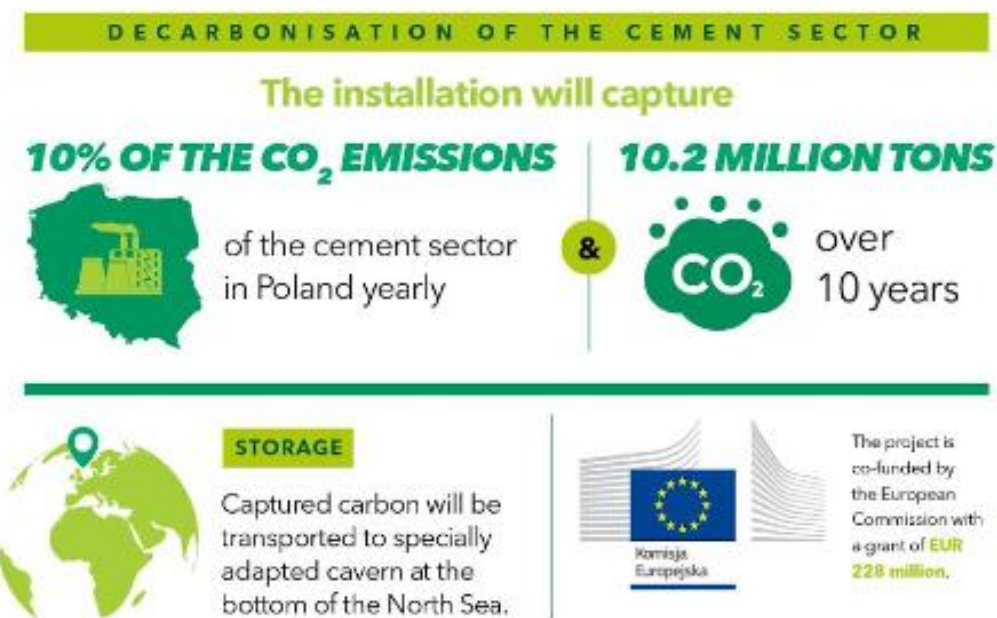 DECARBONISATION OF THE CEMENT SECTOR
The installation will capture
10% OF THE CO₂ EMISSIONS
of the cement sector
in Poland yearly
&
10.2 MILLION TONS
CO₂
over
10 years
STORAGE
Captured carbon will be
transported to specially
adapted cavern at the
bottom of the North Sea.
Komisja
Europejska
The project is
co-funded by
the European
Commission with
a grant of EUR
228 million.